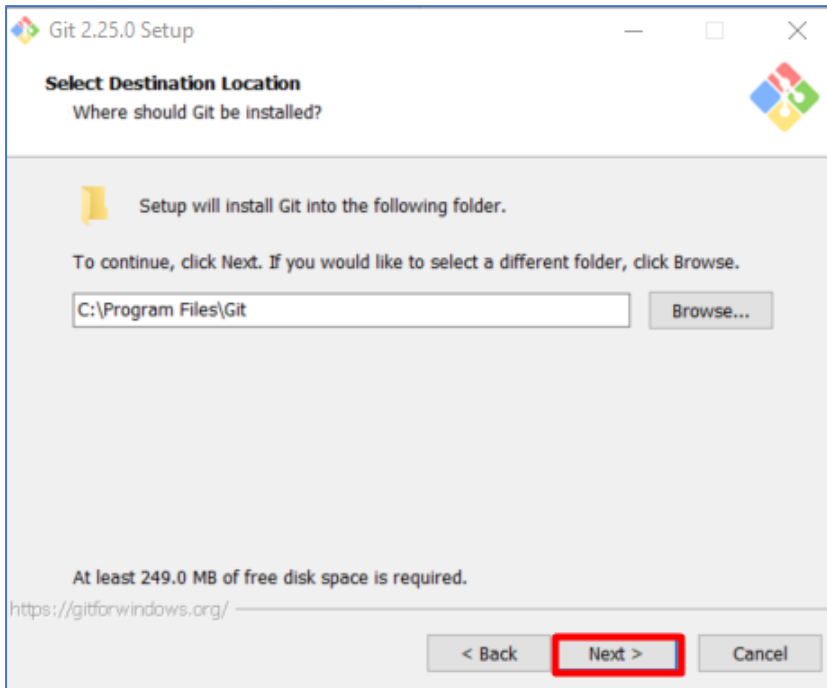 Git 2.25.0 Setup
Select Destination Location
Where should Git be installed?
Setup will install Git into the following folder.
To continue, click Next. If you would like to select a different folder, click Browse.
C:\Program Files\Git
Browse...
At least 249.0 MB of free disk space is required.
https://gitforwindows.org/
< Back
Next >
Cancel